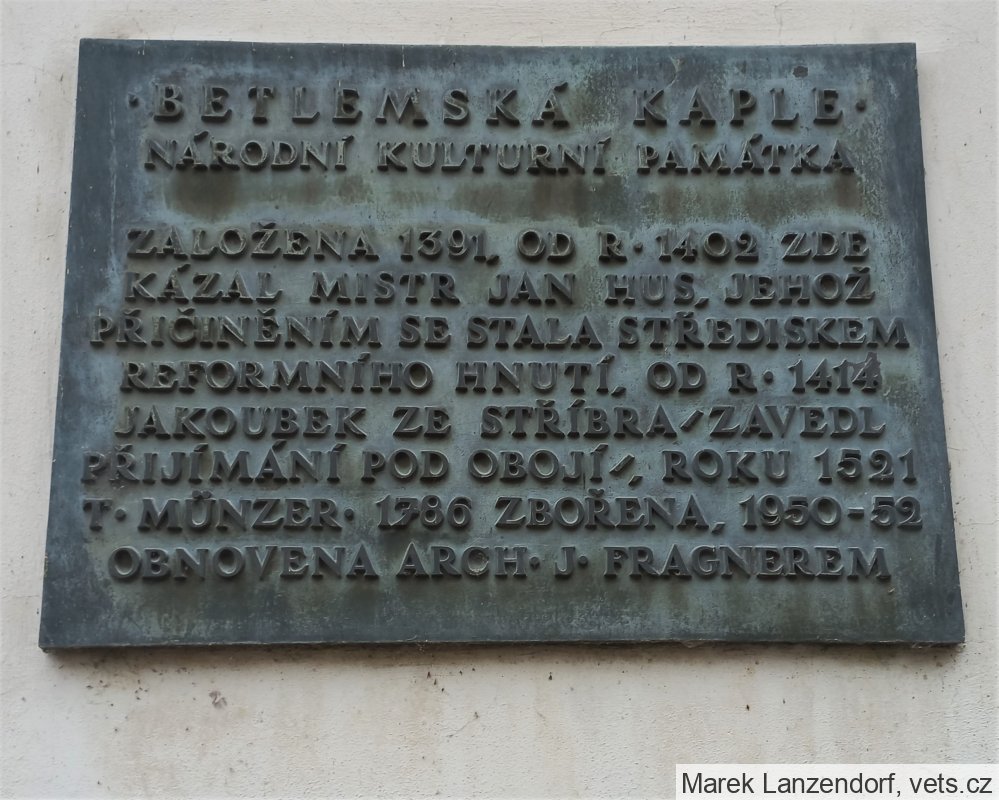 ·BETLEMSKÁ KAPLE·
NÁRODNÍ KULTURNÍ PAMÁTKA
ZALOŽENA 1391, OD R· 1402 ZDE
KÁZAL MISTR JAN HUS, JEHOŽ
PŘIČINĚNÍM SE STALA STŘEDISKEM
REFORMNÍHO HNUTÍ, OD R· 1414
JAKOUBEK ZE STŘÍBRA / ZAVEDL
PŘIJÍMÁNÍ POD OBOJÍ /, ROKU 1521
T· MÜNZER· 1786 ZBOŘENA, 1950-52
OBNOVENA ARCH· J· FRAGNEREM
Marek Lanzendorf, vets.cz